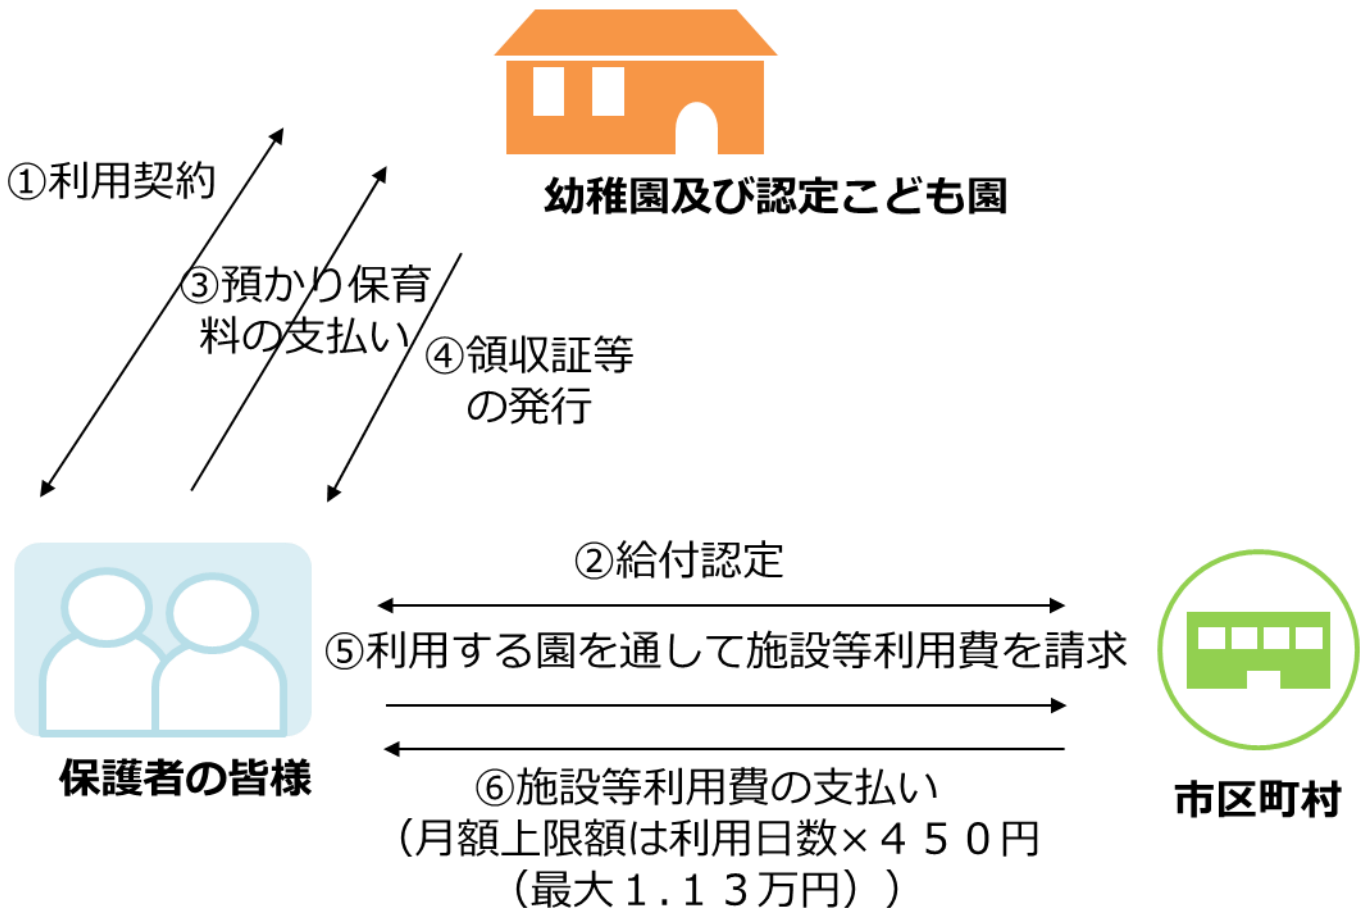 幼稚園及び認定こども園
①利用契約
③預かり保育
料の支払い
④領収証等
の発行
②給付認定
⑤利用する園を通して施設等利用費を請求
保護者の皆様
市区町村
⑥施設等利用費の支払い
（月額上限額は利用日数×４５０円
（最大１.１３万円））